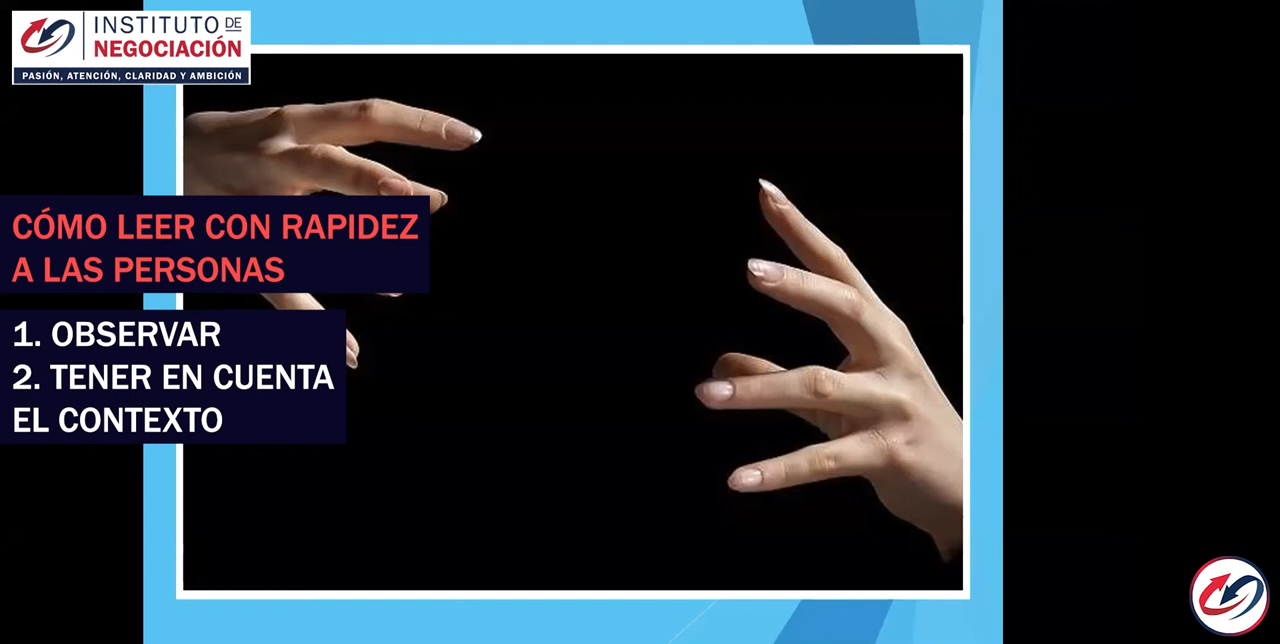 INSTITUTO DE
NEGOCIACIÓN
PASIÓN, ATENCIÓN, CLARIDAD Y AMBICIÓN
CÓMO LEER CON RAPIDEZ
A LAS PERSONAS
1. OBSERVAR
2. TENER EN CUENTA
EL CONTEXTO